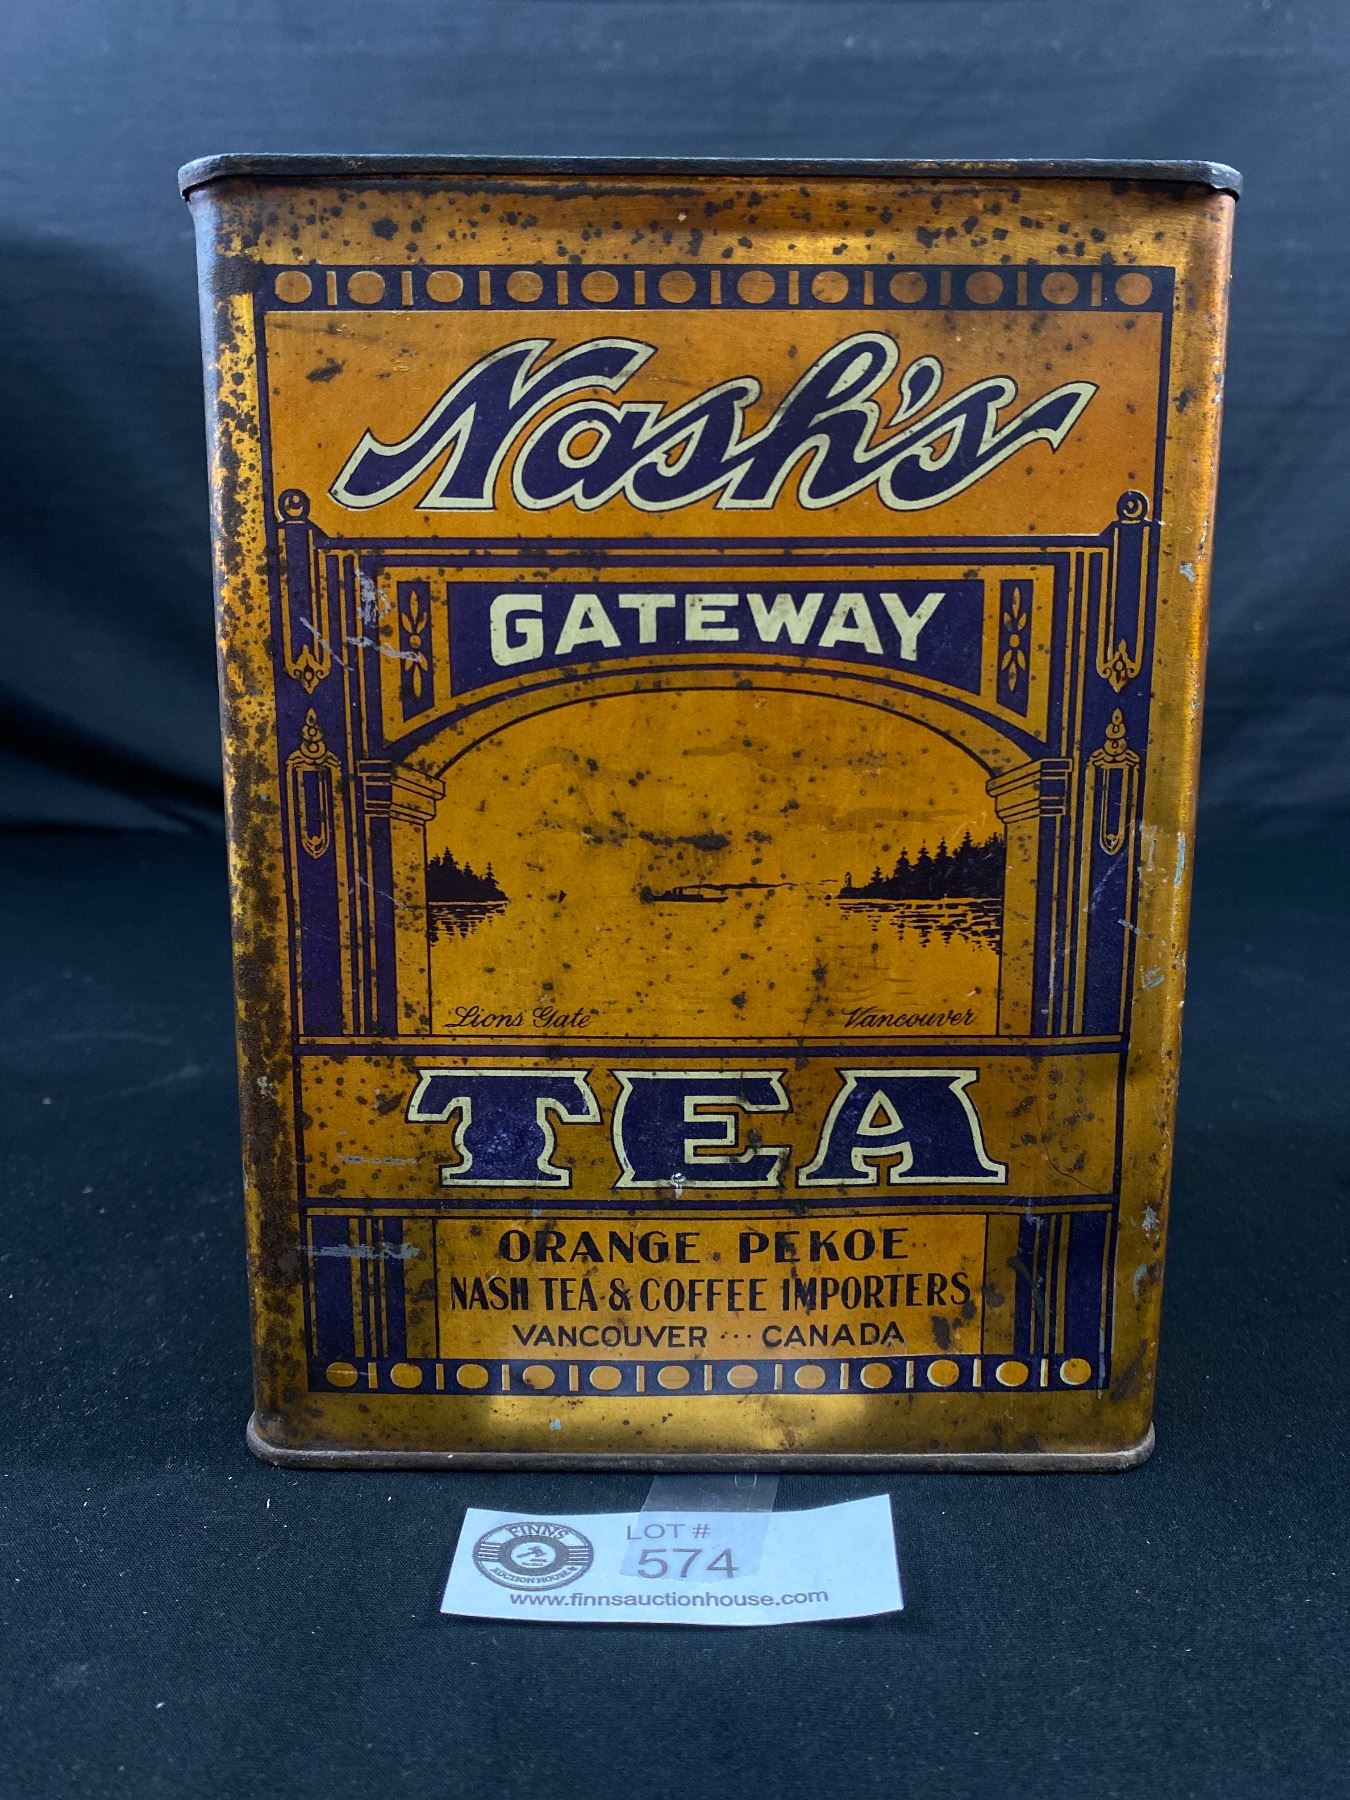 Nash's
GATEWAY
Lions Gate Vancouver
TEA
ORANGE PEKOE
NASH TEA & COFFEE IMPORTERS
VANCOUVER ... CANADA
FINNS
AUCTION HOUSE
LOT #
574
www.finnsauctionhouse.com